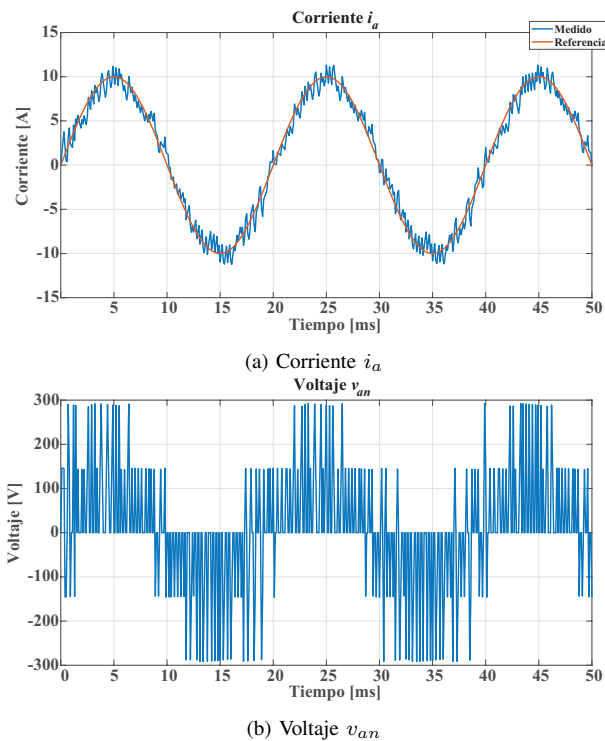 Corriente i_a
Medido
Referencia
15
10
5
0
-5
-10
-15
Corriente [A]
5 10 15 20 25 30 35 40 45 50
Tiempo [ms]
(a) Corriente i_a
Voltaje v_an
300
200
100
0
-100
-200
-300
Voltaje [V]
0 5 10 15 20 25 30 35 40 45 50
Tiempo [ms]
(b) Voltaje v_an